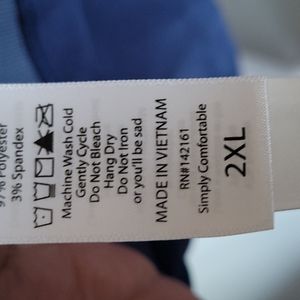 97% Polyester
3% Spandex
Machine Wash Cold
Gently Cycle
Do Not Bleach
Hang Dry
Do Not Iron
or you'll be sad
MADE IN VIETNAM
RN#142161
Simply Comfortable
2XL